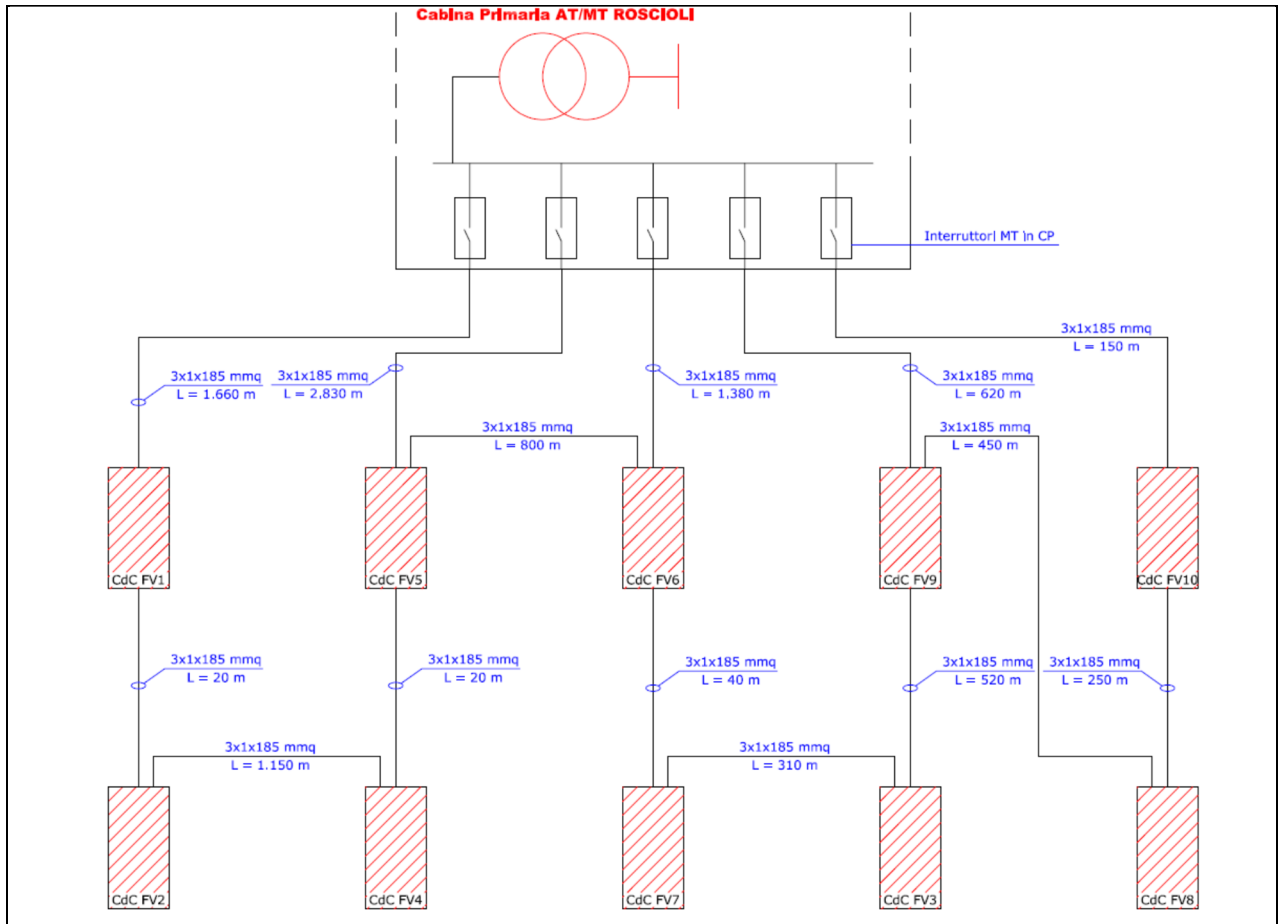 Cabina Primaria AT/MT ROSCIOLI
Interruttori MT in CP
3x1x185 mmq
L = 150 m
3x1x185 mmq
L = 1.660 m
3x1x185 mmq
L = 2.830 m
3x1x185 mmq
L = 1.380 m
3x1x185 mmq
L = 620 m
3x1x185 mmq
L = 800 m
3x1x185 mmq
L = 450 m
CdC FV1
CdC FV5
CdC FV6
CdC FV9
CdC FV10
3x1x185 mmq
L = 20 m
3x1x185 mmq
L = 20 m
3x1x185 mmq
L = 40 m
3x1x185 mmq
L = 520 m
3x1x185 mmq
L = 250 m
3x1x185 mmq
L = 1.150 m
3x1x185 mmq
L = 310 m
CdC FV2
CdC FV4
CdC FV7
CdC FV3
CdC FV8